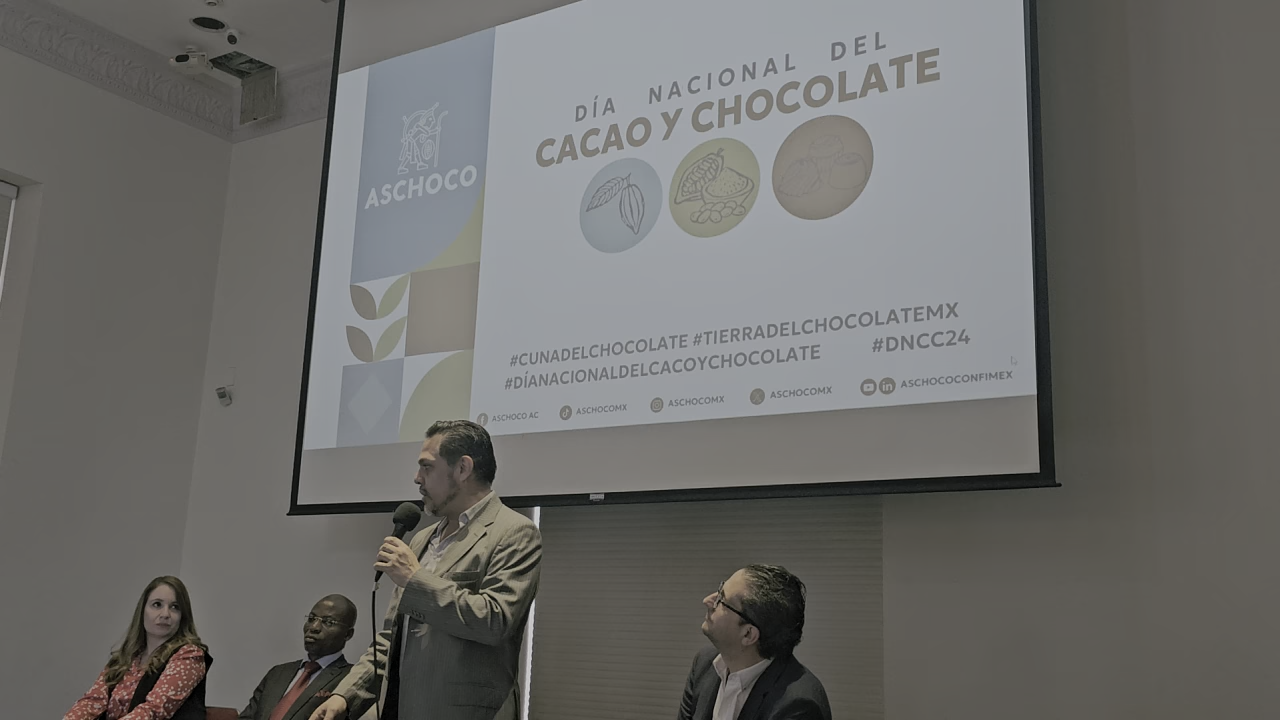 ASCHOCO
DÍA NACIONAL DEL
CACAO Y CHOCOLATE
#CUNADELCHOCOLATE #TIERRADELCHOCOLATEMX
#DÍANACIONALDELCACOYCHOCOLATE #DNCC24
ASCHOCO AC ASCHOCOMX ASCHOCOMX ASCHOCOMX ASCHOCOCONFIMEX